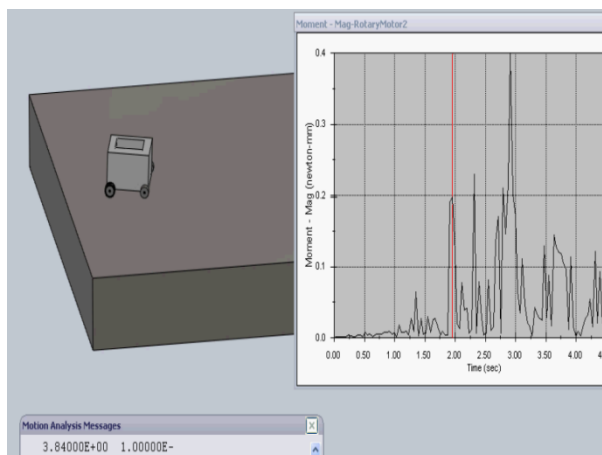 Moment - Mag-RotaryMotor2
0.4
0.3
Moment - Mag (newton-mm)
0.2
0.1
0.0
0.00 0.50 1.00 1.50 2.00 2.50 3.00 3.50 4.00
Time (sec)
Motion Analysis Messages
3.84000E+00 1.00000E-